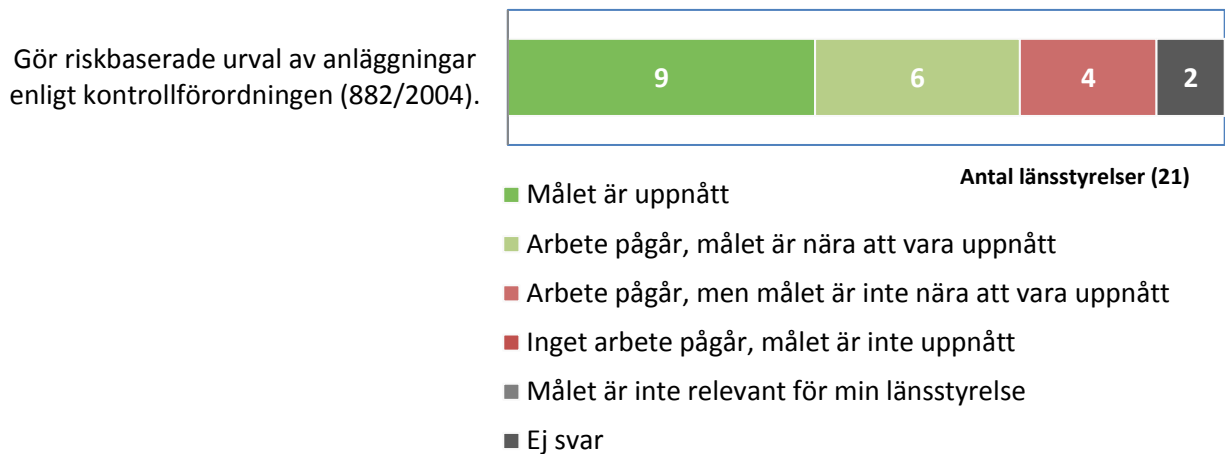 Gör riskbaserade urval av anläggningar
enligt kontrollförordningen (882/2004).
9 6 4 2
Antal länsstyrelser (21)
Målet är uppnått
Arbete pågår, målet är nära att vara uppnått
Arbete pågår, men målet är inte nära att vara uppnått
Inget arbete pågår, målet är inte uppnått
Målet är inte relevant för min länsstyrelse
Ej svar